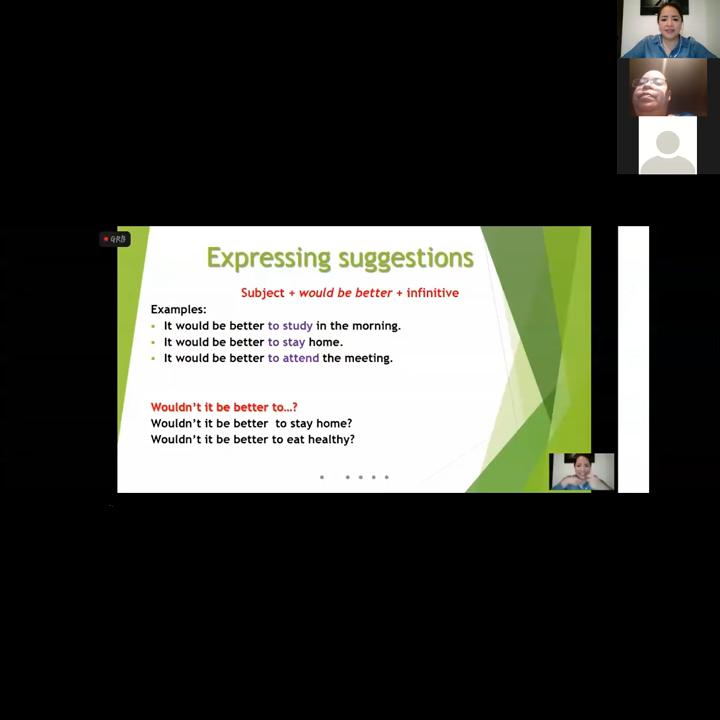 GRB
Expressing suggestions
Subject + would be better + infinitive
Examples:
It would be better to study in the morning.
It would be better to stay home.
It would be better to attend the meeting.
Wouldn't it be better to…?
Wouldn't it be better  to stay home?
Wouldn't it be better to eat healthy?